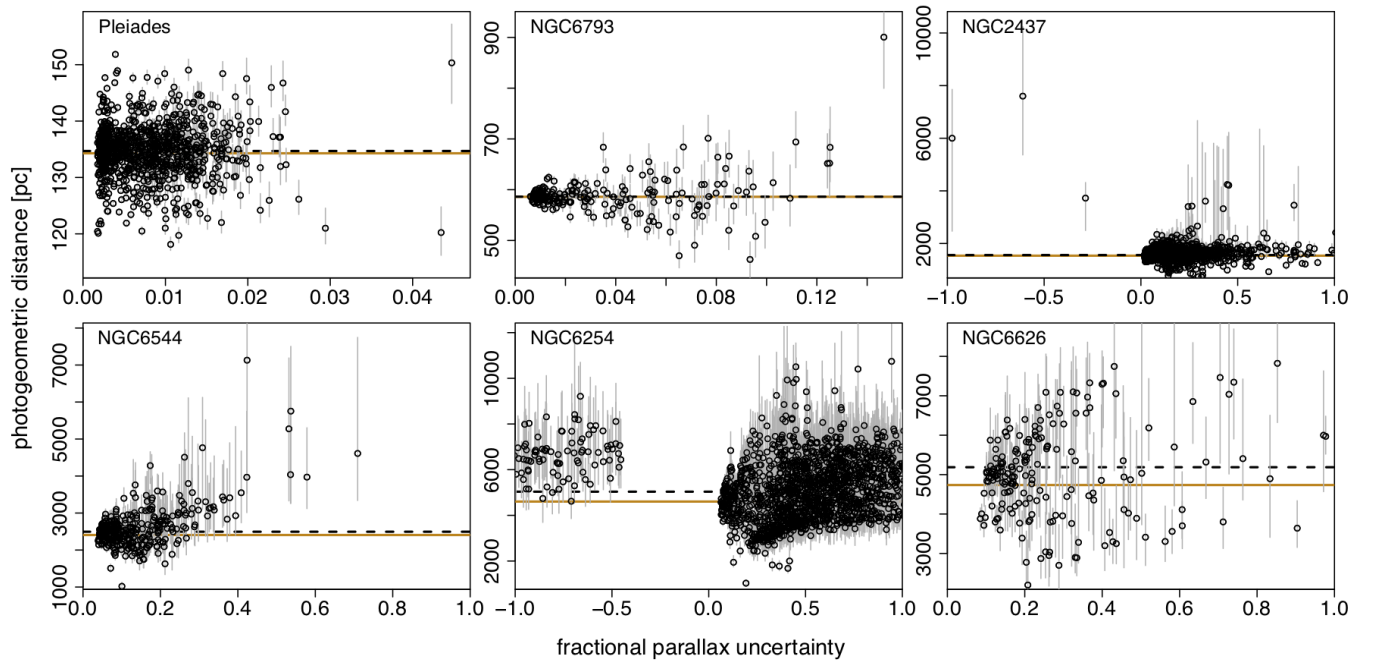 Pleiades
NGC6793
NGC2437
120 130 140 150
500 700 900
2000 6000 10000
0.00 0.01 0.02 0.03 0.04
0.00 0.04 0.08 0.12
−1.0 −0.5 0.0 0.5 1.0
photogeometric distance [pc]
NGC6544
NGC6254
NGC6626
1000 3000 5000 7000
2000 6000 10000
3000 5000 7000
0.0 0.2 0.4 0.6 0.8 1.0
−1.0 −0.5 0.0 0.5 1.0
0.0 0.2 0.4 0.6 0.8 1.0
fractional parallax uncertainty